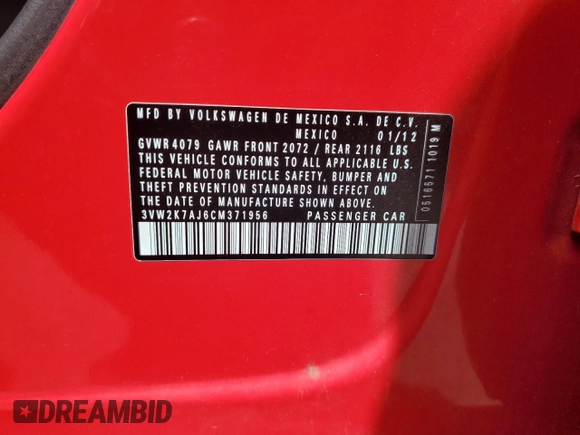 MFD BY VOLKSWAGEN DE MEXICO S.A. DE C.V.
MEXICO 01/12
GVWR 4079 GAWR FRONT 2072 / REAR 2116 LBS
THIS VEHICLE CONFORMS TO ALL APPLICABLE U.S.
FEDERAL MOTOR VEHICLE SAFETY, BUMPER AND
THEFT PREVENTION STANDARDS IN EFFECT ON
THE DATE OF MANUFACTURE SHOWN ABOVE.
3VW2K7AJ6CM371956 PASSENGER CAR
0516571 1019 M
DREAMBID